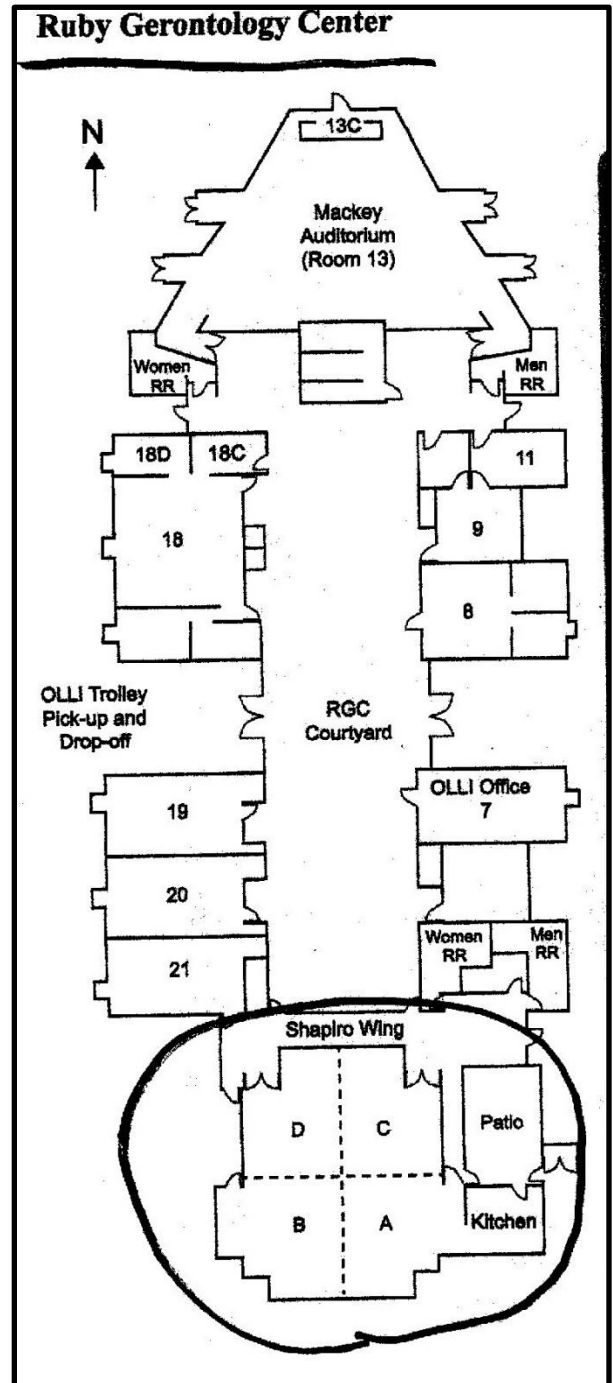 Ruby Gerontology Center
N
13C
Mackey
Auditorium
(Room 13)
Women
RR
Men
RR
18D
18C
11
18
9
8
OLLI Trolley
Pick-up and
Drop-off
RGC
Courtyard
19
OLLI Office
7
20
21
Women
RR
Men
RR
Shapiro Wing
D
C
Patio
B
A
Kitchen